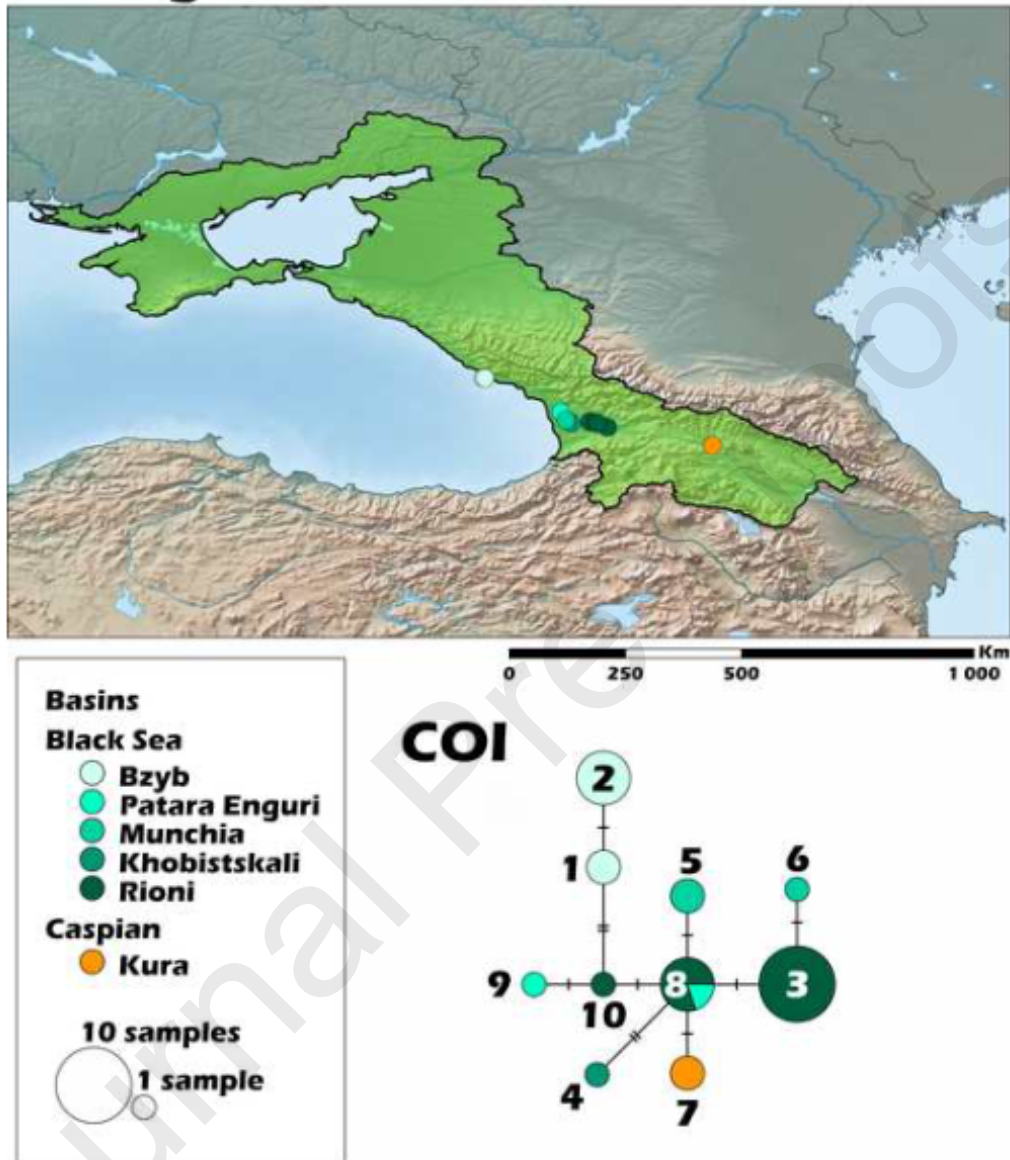 Km
0 250 500 1 000
Basins
Black Sea
Bzyb
Patara Enguri
Munchia
Khobistskali
Rioni
Caspian
Kura
10 samples
1 sample
COI
2
1
5
6
9
10
8
3
4
7